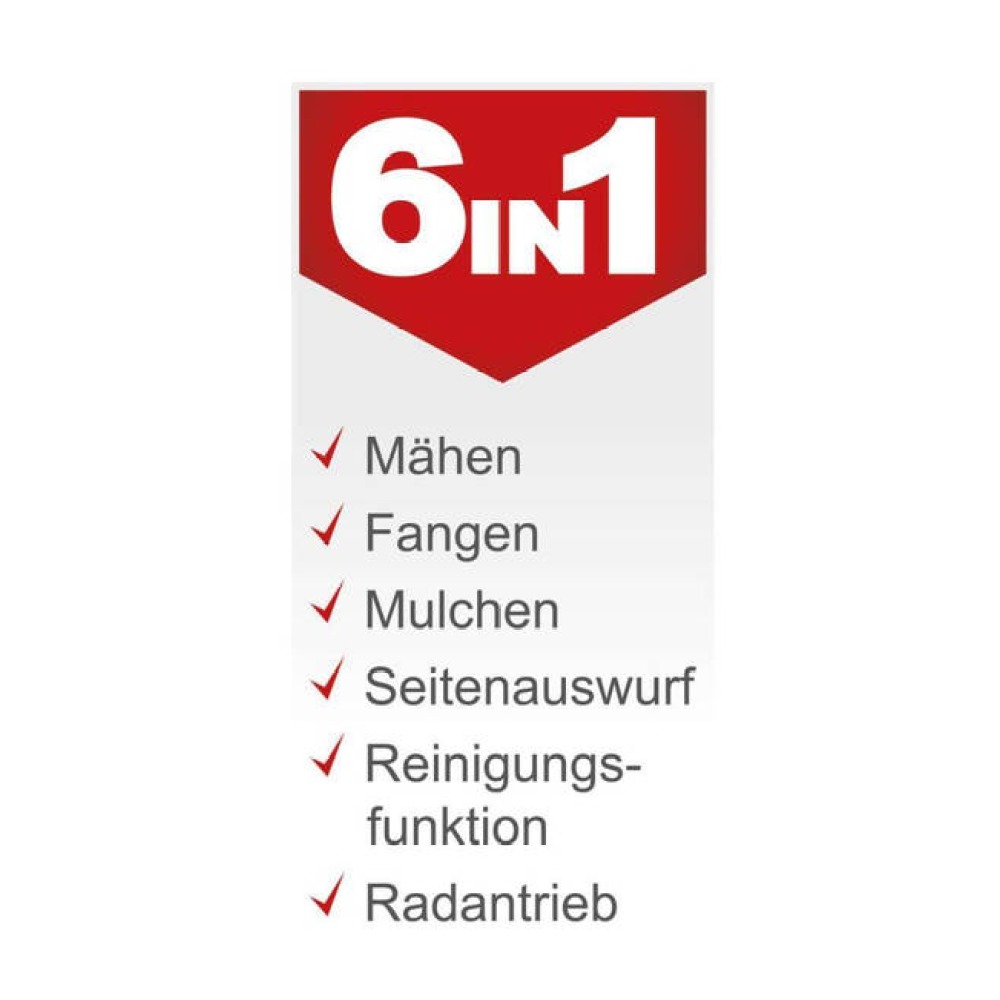 6IN1
Mähen
Fangen
Mulchen
Seitenauswurf
Reinigungs-
funktion
Radantrieb